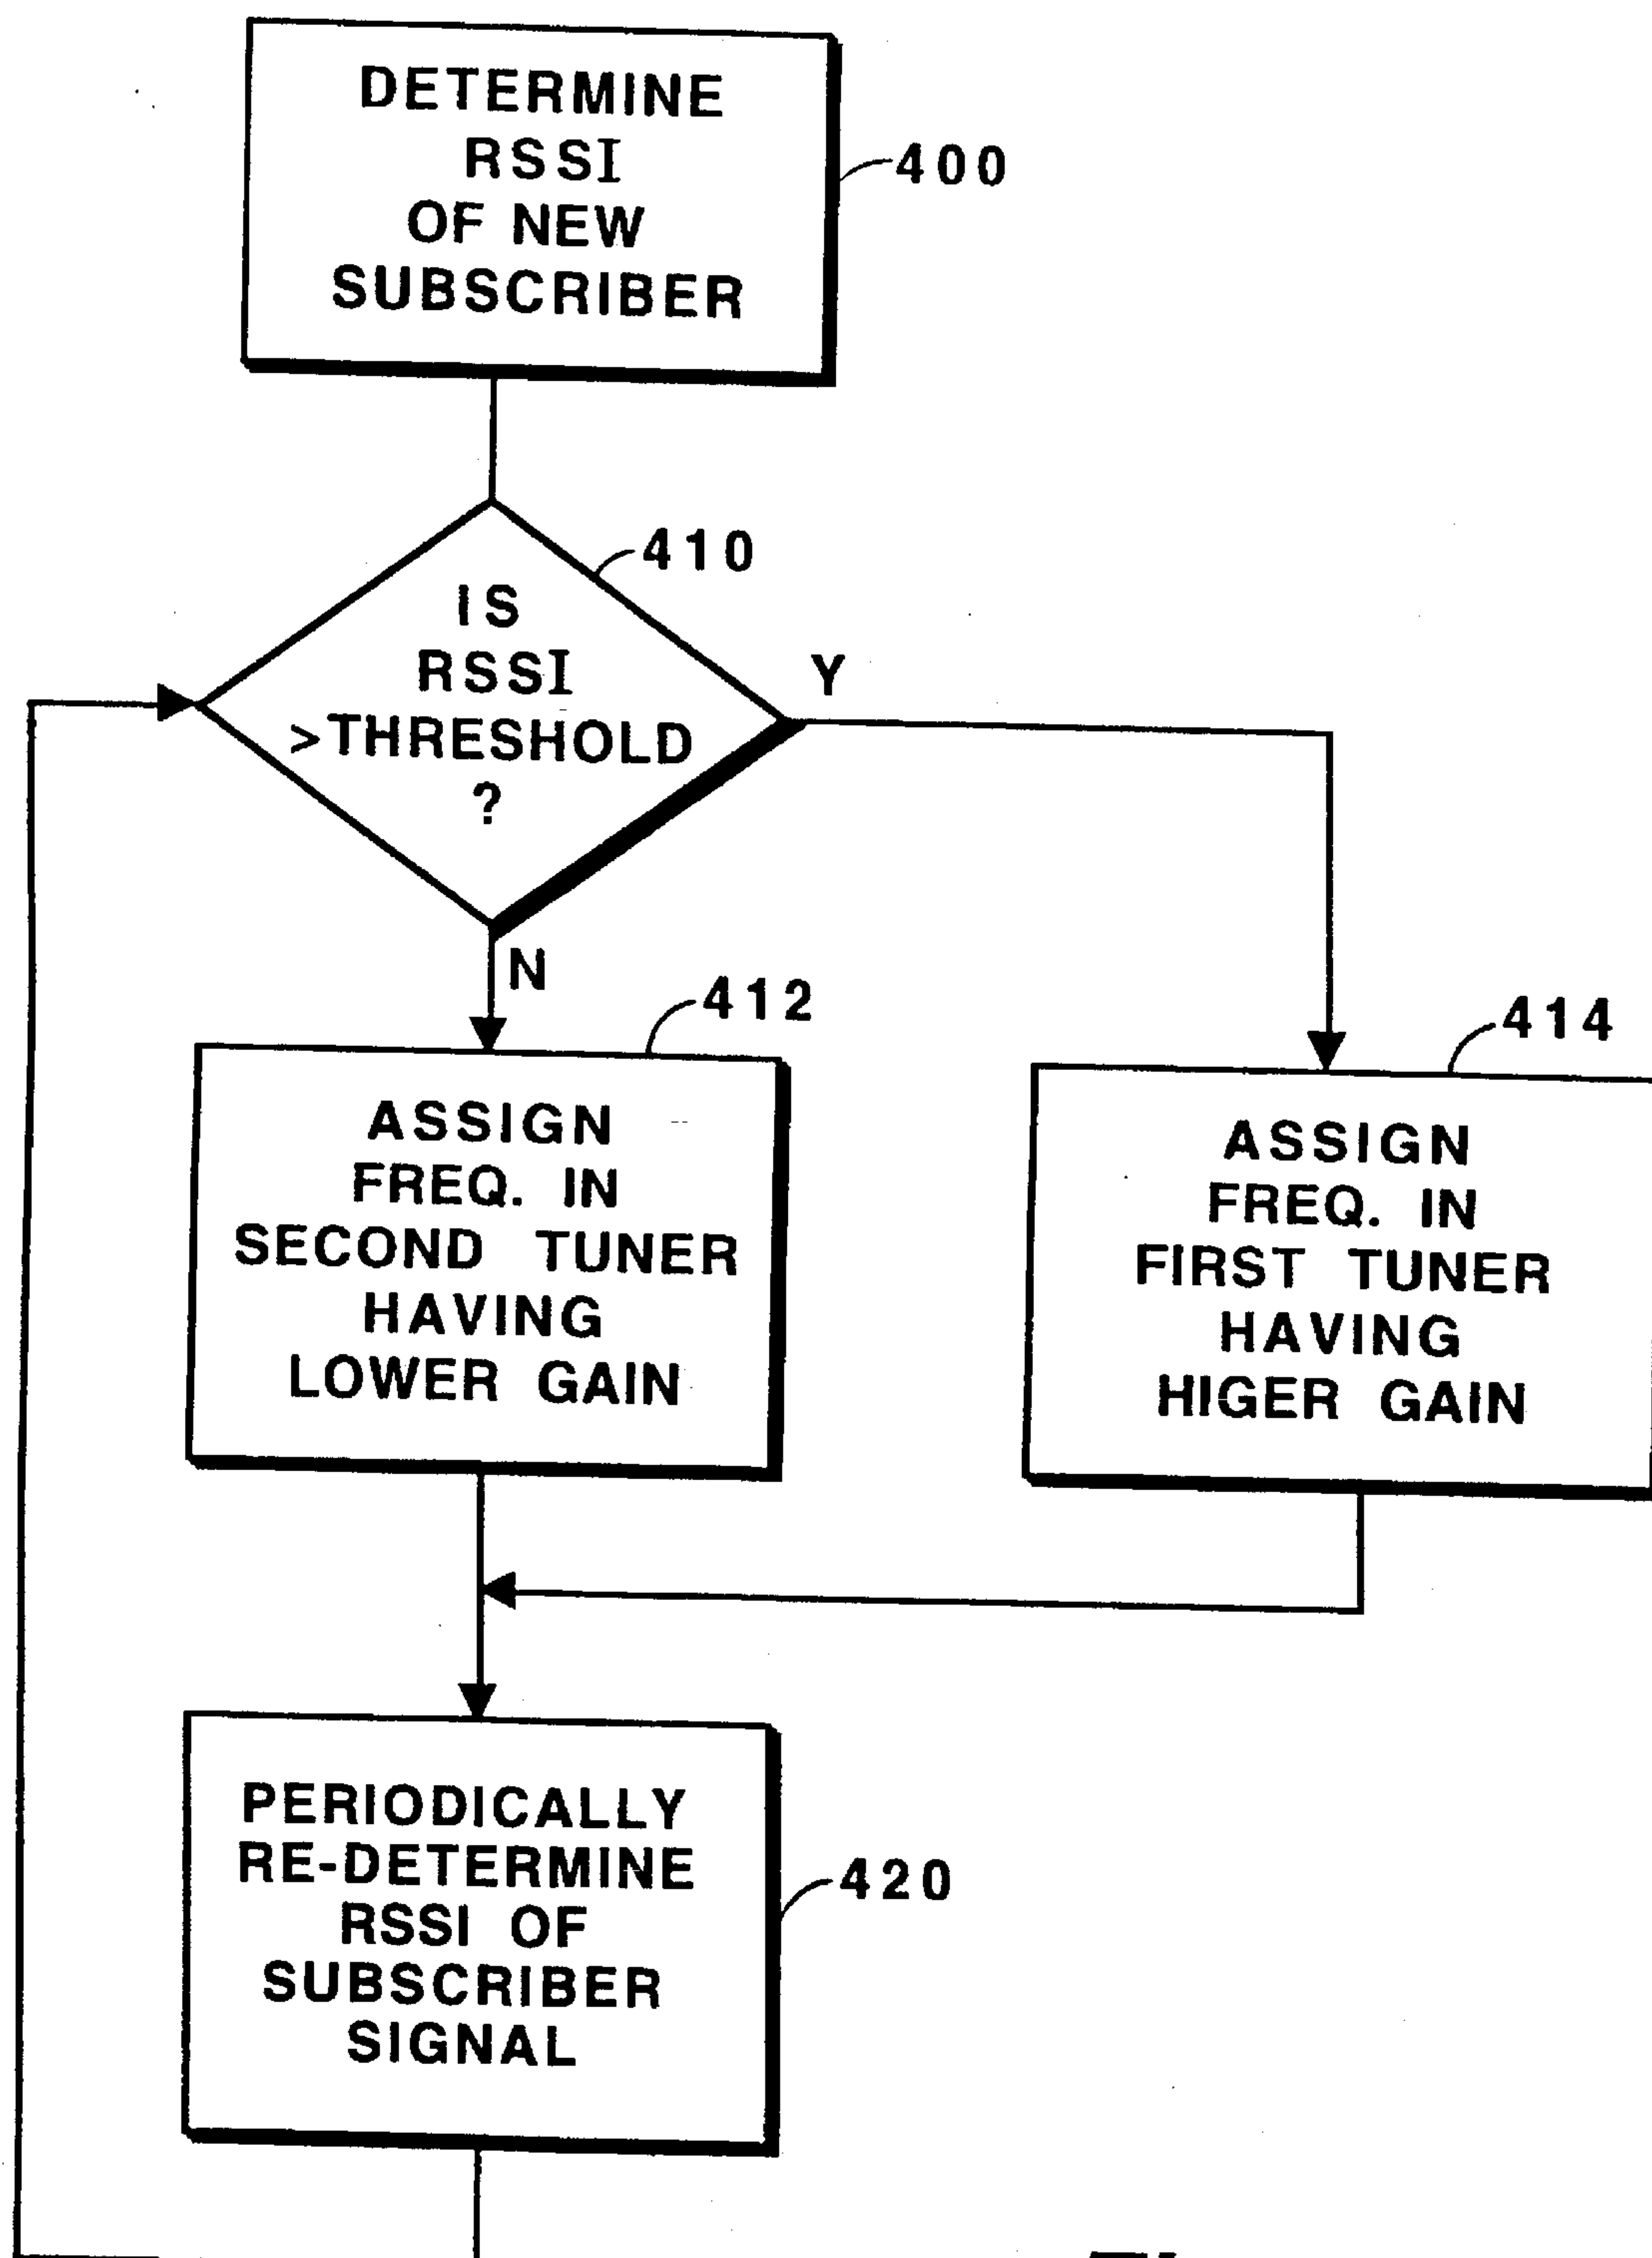 DETERMINE
RSSI
OF NEW
SUBSCRIBER
400
410
IS
RSSI
>THRESHOLD
?
Y
N
412
414
ASSIGN
FREQ. IN
SECOND TUNER
HAVING
LOWER GAIN
ASSIGN
FREQ. IN
FIRST TUNER
HAVING
HIGER GAIN
PERIODICALLY
RE-DETERMINE
RSSI OF
SUBSCRIBER
SIGNAL
420